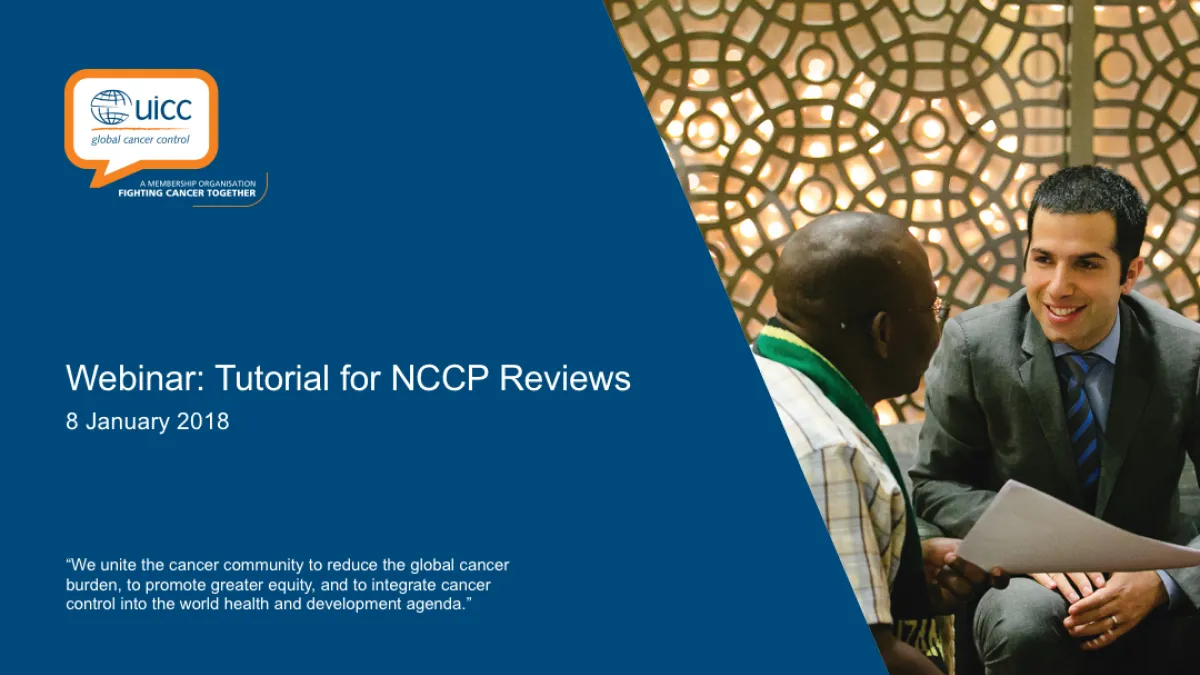 uicc
global cancer control
A MEMBERSHIP ORGANISATION
FIGHTING CANCER TOGETHER
Webinar: Tutorial for NCCP Reviews
8 January 2018
“We unite the cancer community to reduce the global cancer
burden, to promote greater equity, and to integrate cancer
control into the world health and development agenda.”